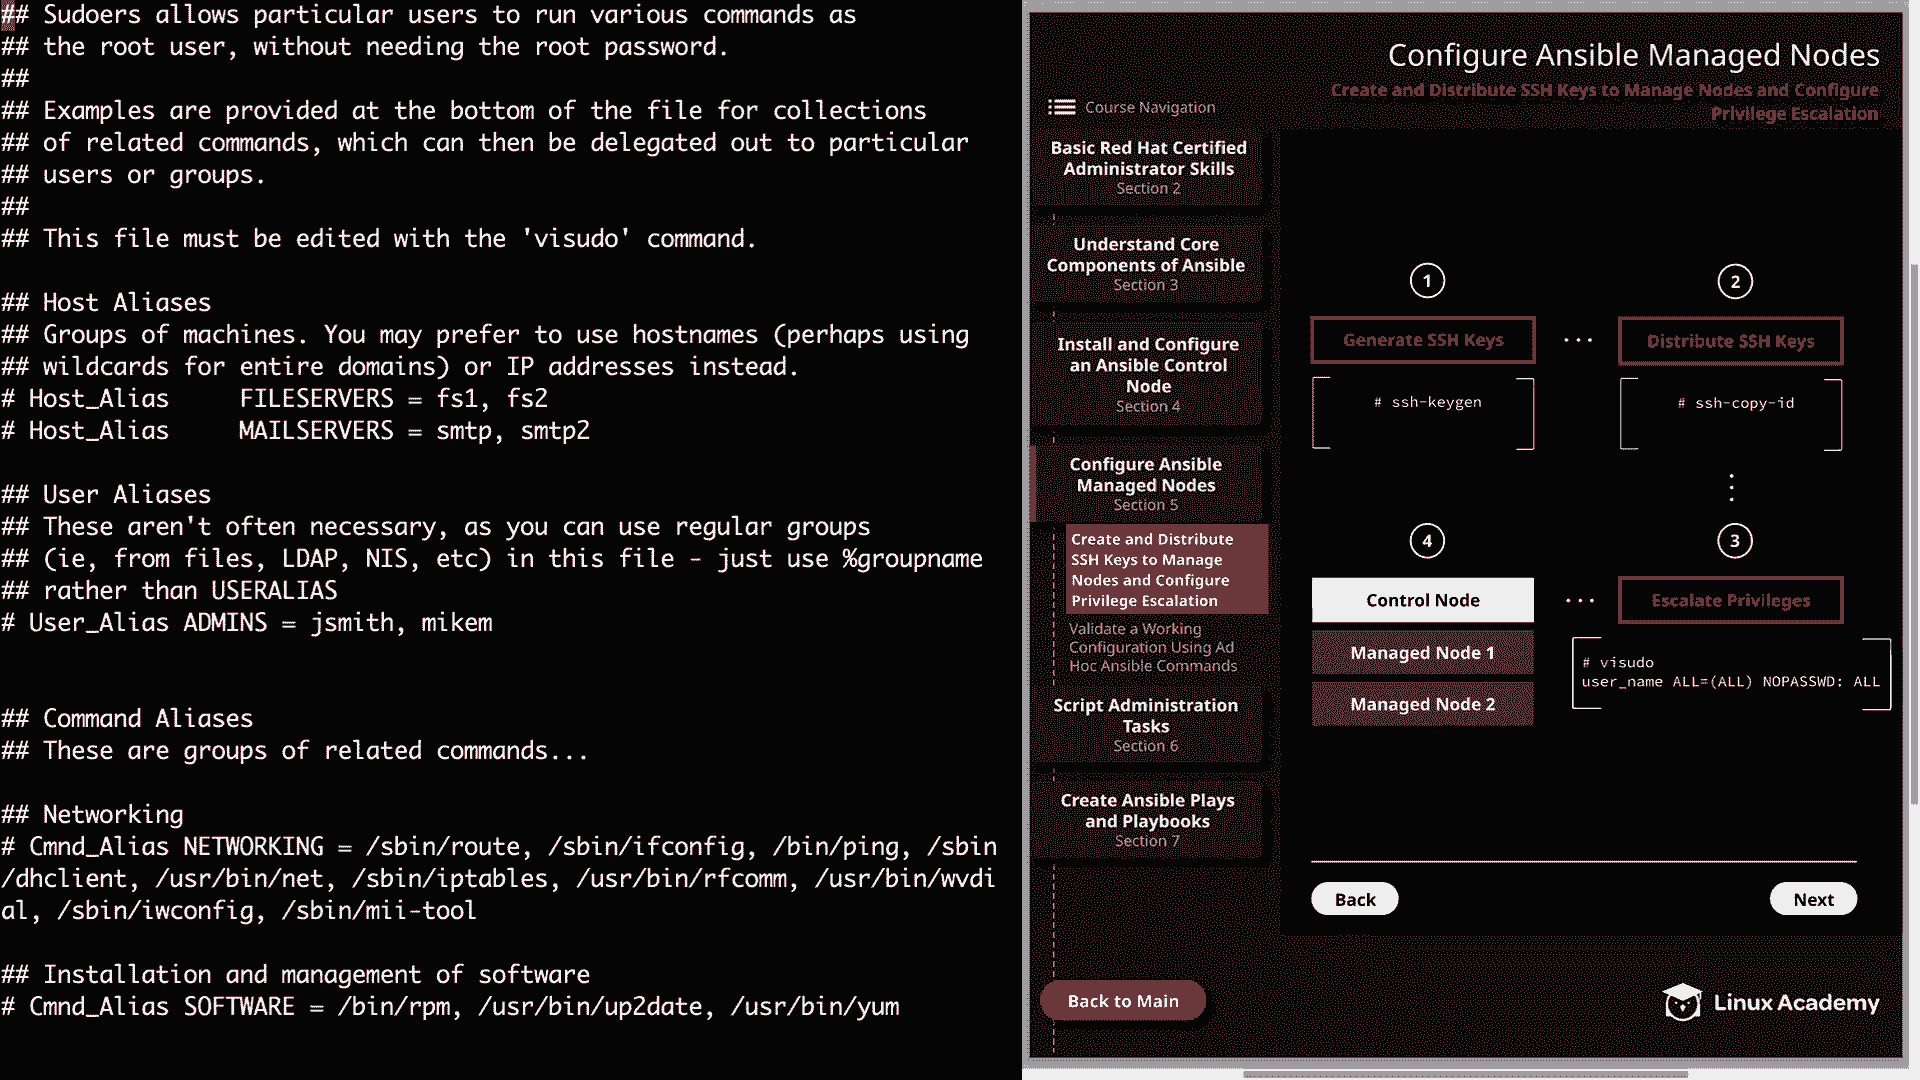 ## Sudoers allows particular users to run various commands as
## the root user, without needing the root password.
##
## Examples are provided at the bottom of the file for collections
## of related commands, which can then be delegated out to particular
## users or groups.
##
## This file must be edited with the 'visudo' command.
## Host Aliases
## Groups of machines. You may prefer to use hostnames (perhaps using
## wildcards for entire domains) or IP addresses instead.
# Host_Alias     FILESERVERS = fs1, fs2
# Host_Alias     MAILSERVERS = smtp, smtp2
## User Aliases
## These aren't often necessary, as you can use regular groups
## (ie, from files, LDAP, NIS, etc) in this file - just use %groupname
## rather than USERALIAS
# User_Alias ADMINS = jsmith, mikem
## Command Aliases
## These are groups of related commands...
## Networking
# Cmnd_Alias NETWORKING = /sbin/route, /sbin/ifconfig, /bin/ping, /sbin
/dhclient, /usr/bin/net, /sbin/iptables, /usr/bin/rfcomm, /usr/bin/wvdi
al, /sbin/iwconfig, /sbin/mii-tool
## Installation and management of software
# Cmnd_Alias SOFTWARE = /bin/rpm, /usr/bin/up2date, /usr/bin/yum
Configure Ansible Managed Nodes
Create and Distribute SSH Keys to Manage Nodes and Configure
Privilege Escalation
Course Navigation
Basic Red Hat Certified
Administrator Skills
Section 2
Understand Core
Components of Ansible
Section 3
Install and Configure
an Ansible Control
Node
Section 4
Configure Ansible
Managed Nodes
Section 5
Create and Distribute
SSH Keys to Manage
Nodes and Configure
Privilege Escalation
Validate a Working
Configuration Using Ad
Hoc Ansible Commands
Script Administration
Tasks
Section 6
Create Ansible Plays
and Playbooks
Section 7
Back to Main
1
Generate SSH Keys
# ssh-keygen
2
Distribute SSH Keys
# ssh-copy-id
3
Escalate Privileges
# visudo
user_name ALL=(ALL) NOPASSWD: ALL
4
Control Node
Managed Node 1
Managed Node 2
Back
Next
Linux Academy